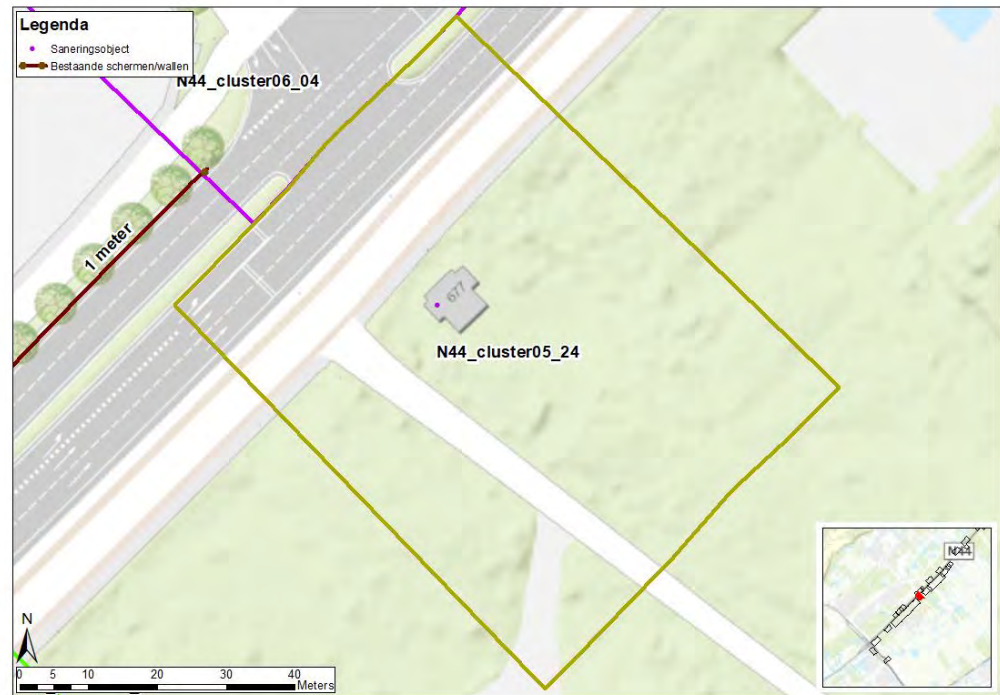 Legenda
Saneringsobject
Bestaande schermen/wallen
N44_cluster06_04
1 meter
677
N44_cluster05_24
N44
N
0 5 10 20 30 40
Meters